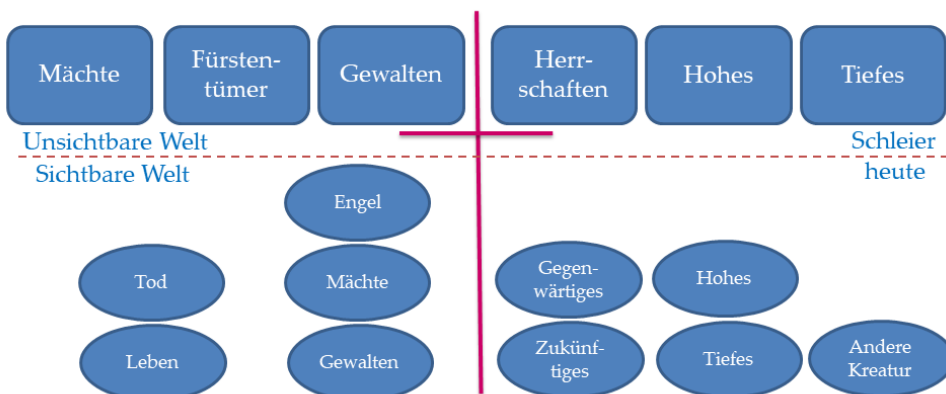 Mächte
Fürsten-
tümer
Gewalten
Herr-
schaften
Hohes
Tiefes
Unsichtbare Welt
Schleier
Sichtbare Welt
heute
Engel
Tod
Mächte
Gegen-
wärtiges
Hohes
Leben
Gewalten
Zukünf-
tiges
Tiefes
Andere
Kreatur